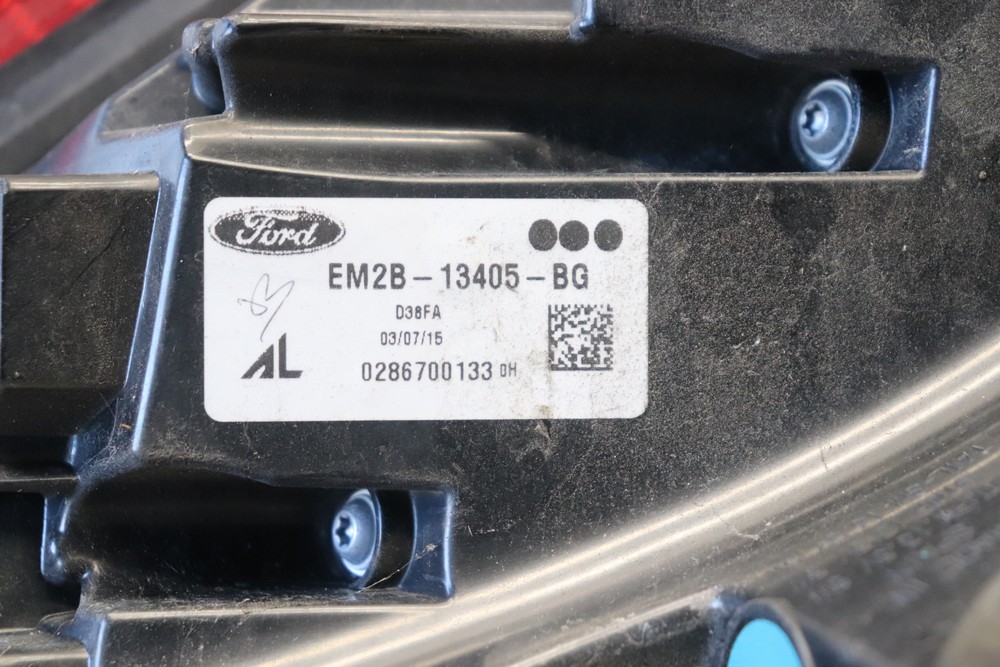 Ford
EM2B-13405-BG
D38FA
03/07/15
AL
0286700133 DH